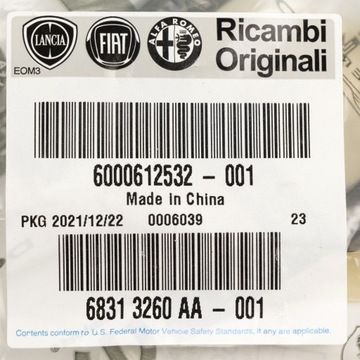 LANCIA FIAT ALFA ROMEO Ricambi
Originali
EOM3
6000612532 - 001
Made in China
PKG 2021/12/22 0006039 23
6831 3260 AA - 001
Contents conform to U.S. Federal Motor Vehicle Safety Standards, if any are applicable.